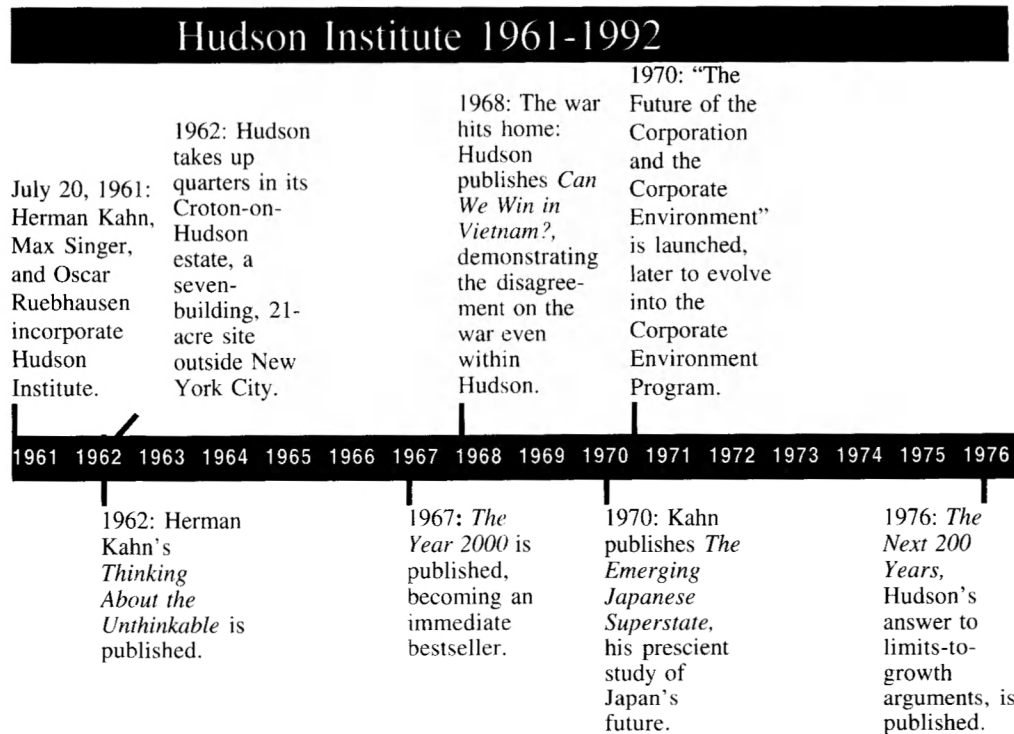 Hudson Institute 1961-1992
July 20, 1961:
Herman Kahn,
Max Singer,
and Oscar
Ruebhausen
incorporate
Hudson
Institute.
1962: Hudson
takes up
quarters in its
Croton-on-
Hudson
estate, a
seven-
building, 21-
acre site
outside New
York City.
1968: The war
hits home:
Hudson
publishes Can
We Win in
Vietnam?,
demonstrating
the disagree-
ment on the
war even
within
Hudson.
1970: “The
Future of the
Corporation
and the
Corporate
Environment”
is launched,
later to evolve
into the
Corporate
Environment
Program.
1961 1962 1963 1964 1965 1966 1967 1968 1969 1970 1971 1972 1973 1974 1975 1976
1962: Herman
Kahn’s
Thinking
About the
Unthinkable is
published.
1967: The
Year 2000 is
published,
becoming an
immediate
bestseller.
1970: Kahn
publishes The
Emerging
Japanese
Superstate,
his prescient
study of
Japan’s
future.
1976: The
Next 200
Years,
Hudson’s
answer to
limits-to-
growth
arguments, is
published.